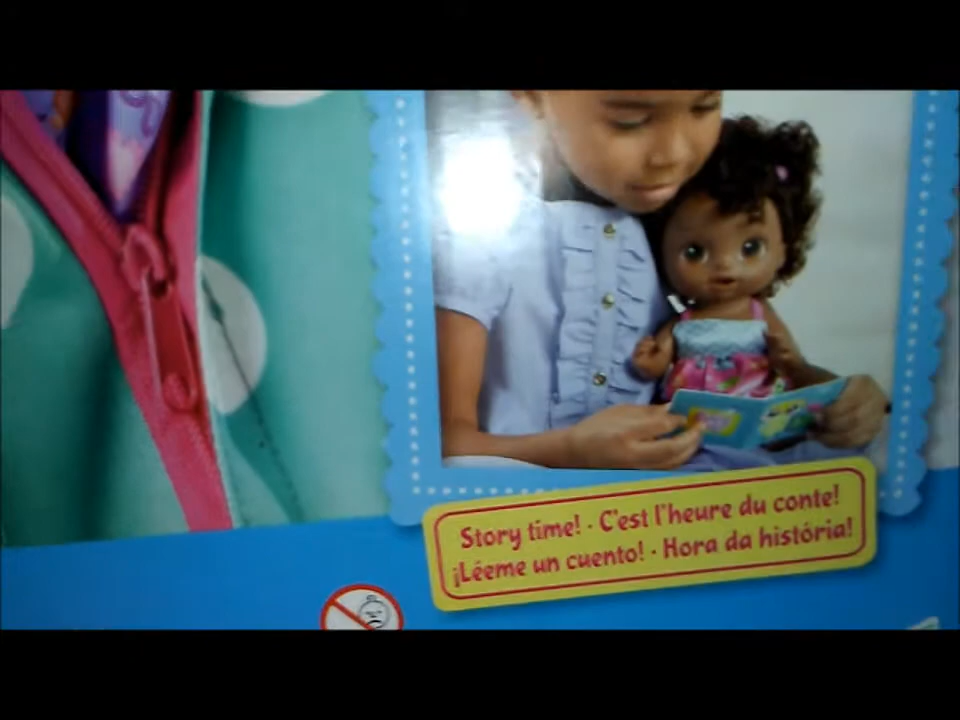 Story time! · C'est l'heure du conte!
¡Léeme un cuento! · Hora da história!